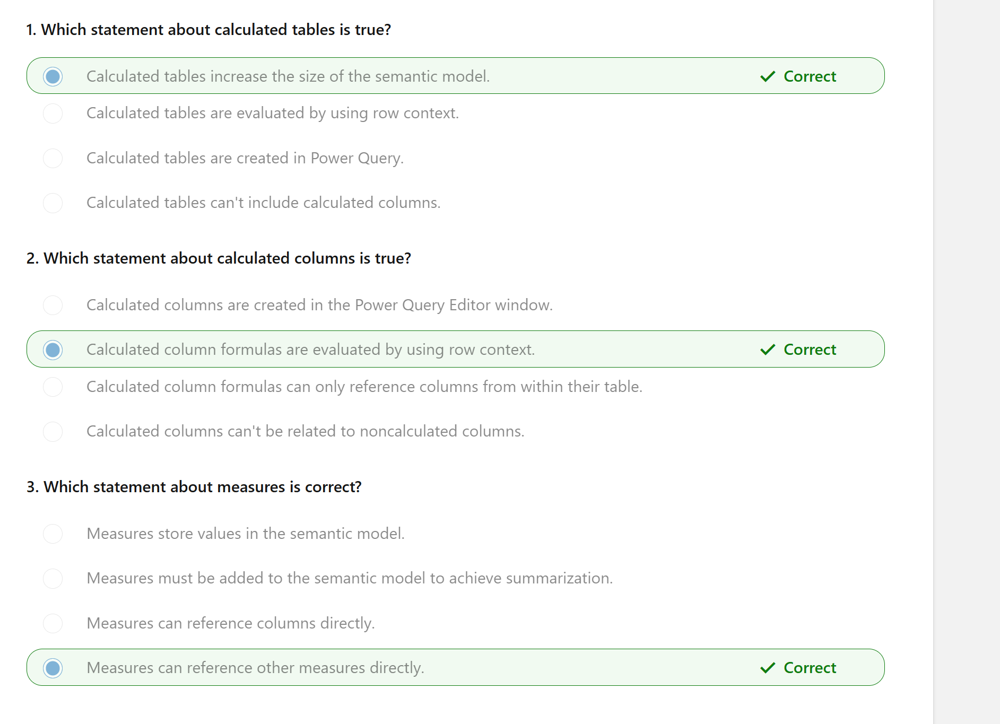 1. Which statement about calculated tables is true?
Calculated tables increase the size of the semantic model.
Correct
Calculated tables are evaluated by using row context.
Calculated tables are created in Power Query.
Calculated tables can't include calculated columns.
2. Which statement about calculated columns is true?
Calculated columns are created in the Power Query Editor window.
Calculated column formulas are evaluated by using row context.
Correct
Calculated column formulas can only reference columns from within their table.
Calculated columns can't be related to noncalculated columns.
3. Which statement about measures is correct?
Measures store values in the semantic model.
Measures must be added to the semantic model to achieve summarization.
Measures can reference columns directly.
Measures can reference other measures directly.
Correct